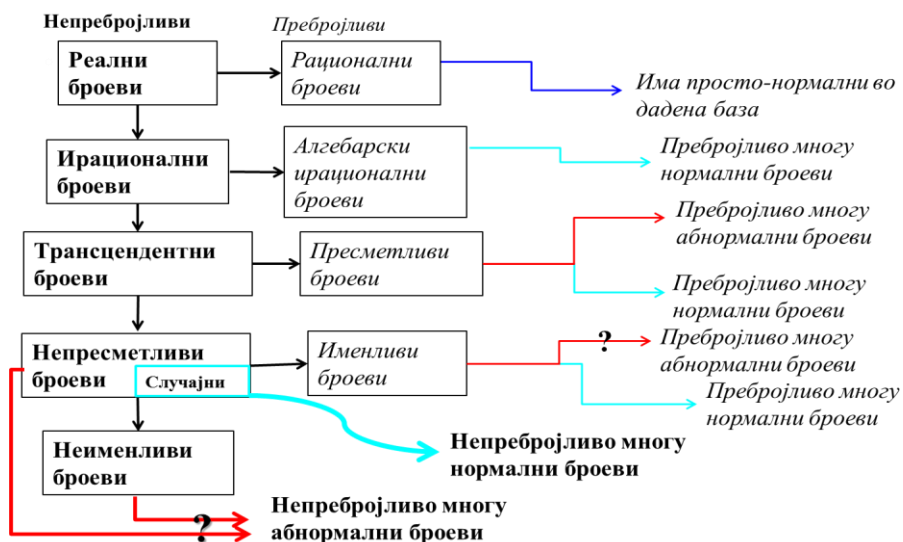 Непребројливи
Пребројливи
Реални
броеви
Рационални
броеви
Има просто-нормални во
дадена база
Ирационални
броеви
Алгебарски
ирационални
броеви
Пребројливо многу
нормални броеви
Пребројливо многу
абнормални броеви
Трансцендентни
броеви
Пресметливи
броеви
Пребројливо многу
нормални броеви
Непресметливи
броеви
Случајни
Именливи
броеви
?
Пребројливо многу
абнормални броеви
Пребројливо многу
нормални броеви
Неименливи
броеви
Непребројливо многу
нормални броеви
?
Непребројливо многу
абнормални броеви